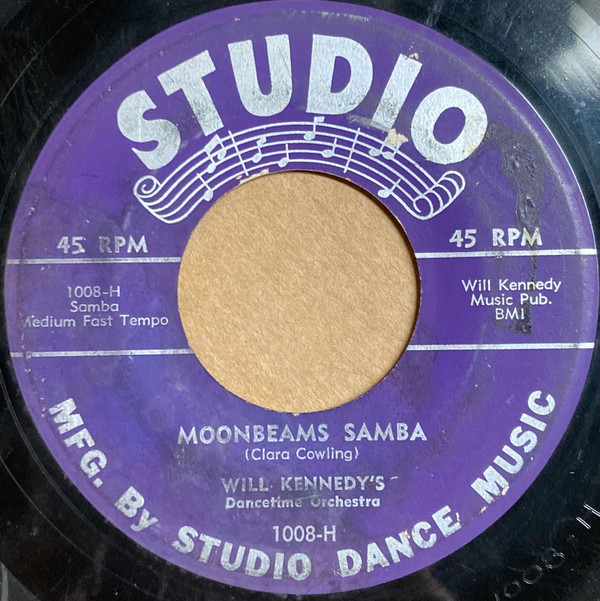 STUDIO
45 RPM
45 RPM
1008-H
Samba
Medium Fast Tempo
Will Kennedy
Music Pub.
BMI
MOONBEAMS SAMBA
(Clara Cowling)
WILL KENNEDY'S
Dancetime Orchestra
1008-H
MFG. By STUDIO DANCE MUSIC
1008-H